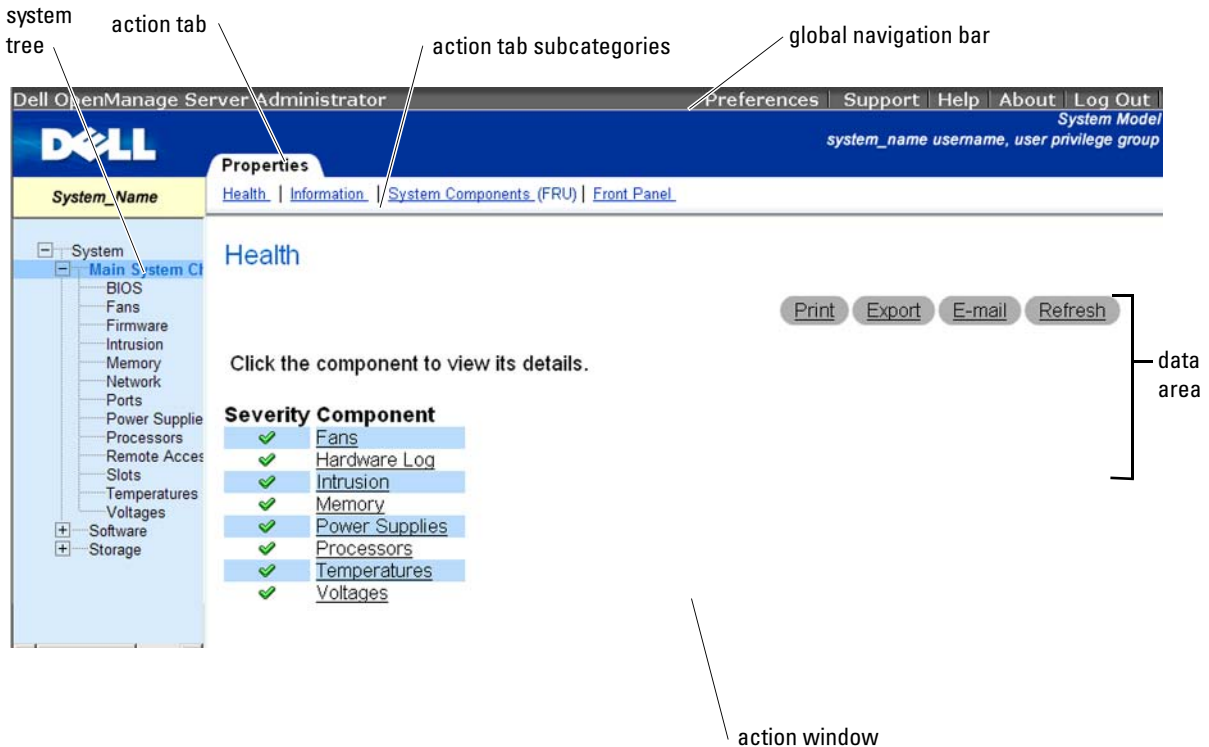 system
tree
action tab
action tab subcategories
global navigation bar
Dell OpenManage Server Administrator
Preferences | Support | Help | About | Log Out |
System Model
DELL
system_name username, user privilege group
Properties
System_Name
Health | Information | System Components (FRU) | Front Panel
System
Main System Ch
BIOS
Fans
Firmware
Intrusion
Memory
Network
Ports
Power Supplie
Processors
Remote Acces
Slots
Temperatures
Voltages
Software
Storage
Health
Print Export E-mail Refresh
Click the component to view its details.
Severity Component
Fans
Hardware Log
Intrusion
Memory
Power Supplies
Processors
Temperatures
Voltages
data
area
action window